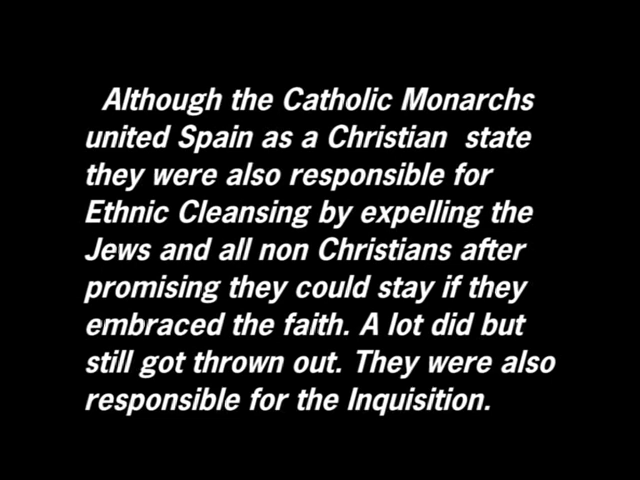 Although the Catholic Monarchs
united Spain as a Christian state
they were also responsible for
Ethnic Cleansing by expelling the
Jews and all non Christians after
promising they could stay if they
embraced the faith. A lot did but
still got thrown out. They were also
responsible for the Inquisition.